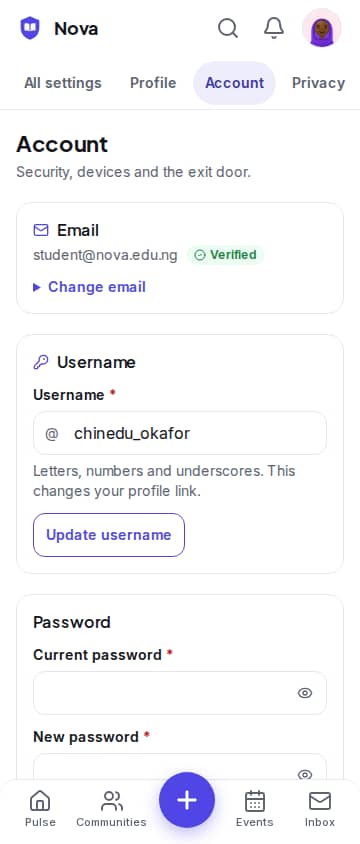 Nova
All settings Profile Account Privacy
Account
Security, devices and the exit door.
Email
student@nova.edu.ng Verified
Change email
Username
Username *
@ chinedu_okafor
Letters, numbers and underscores. This
changes your profile link.
Update username
Password
Current password *
New password *
Pulse Communities Events Inbox